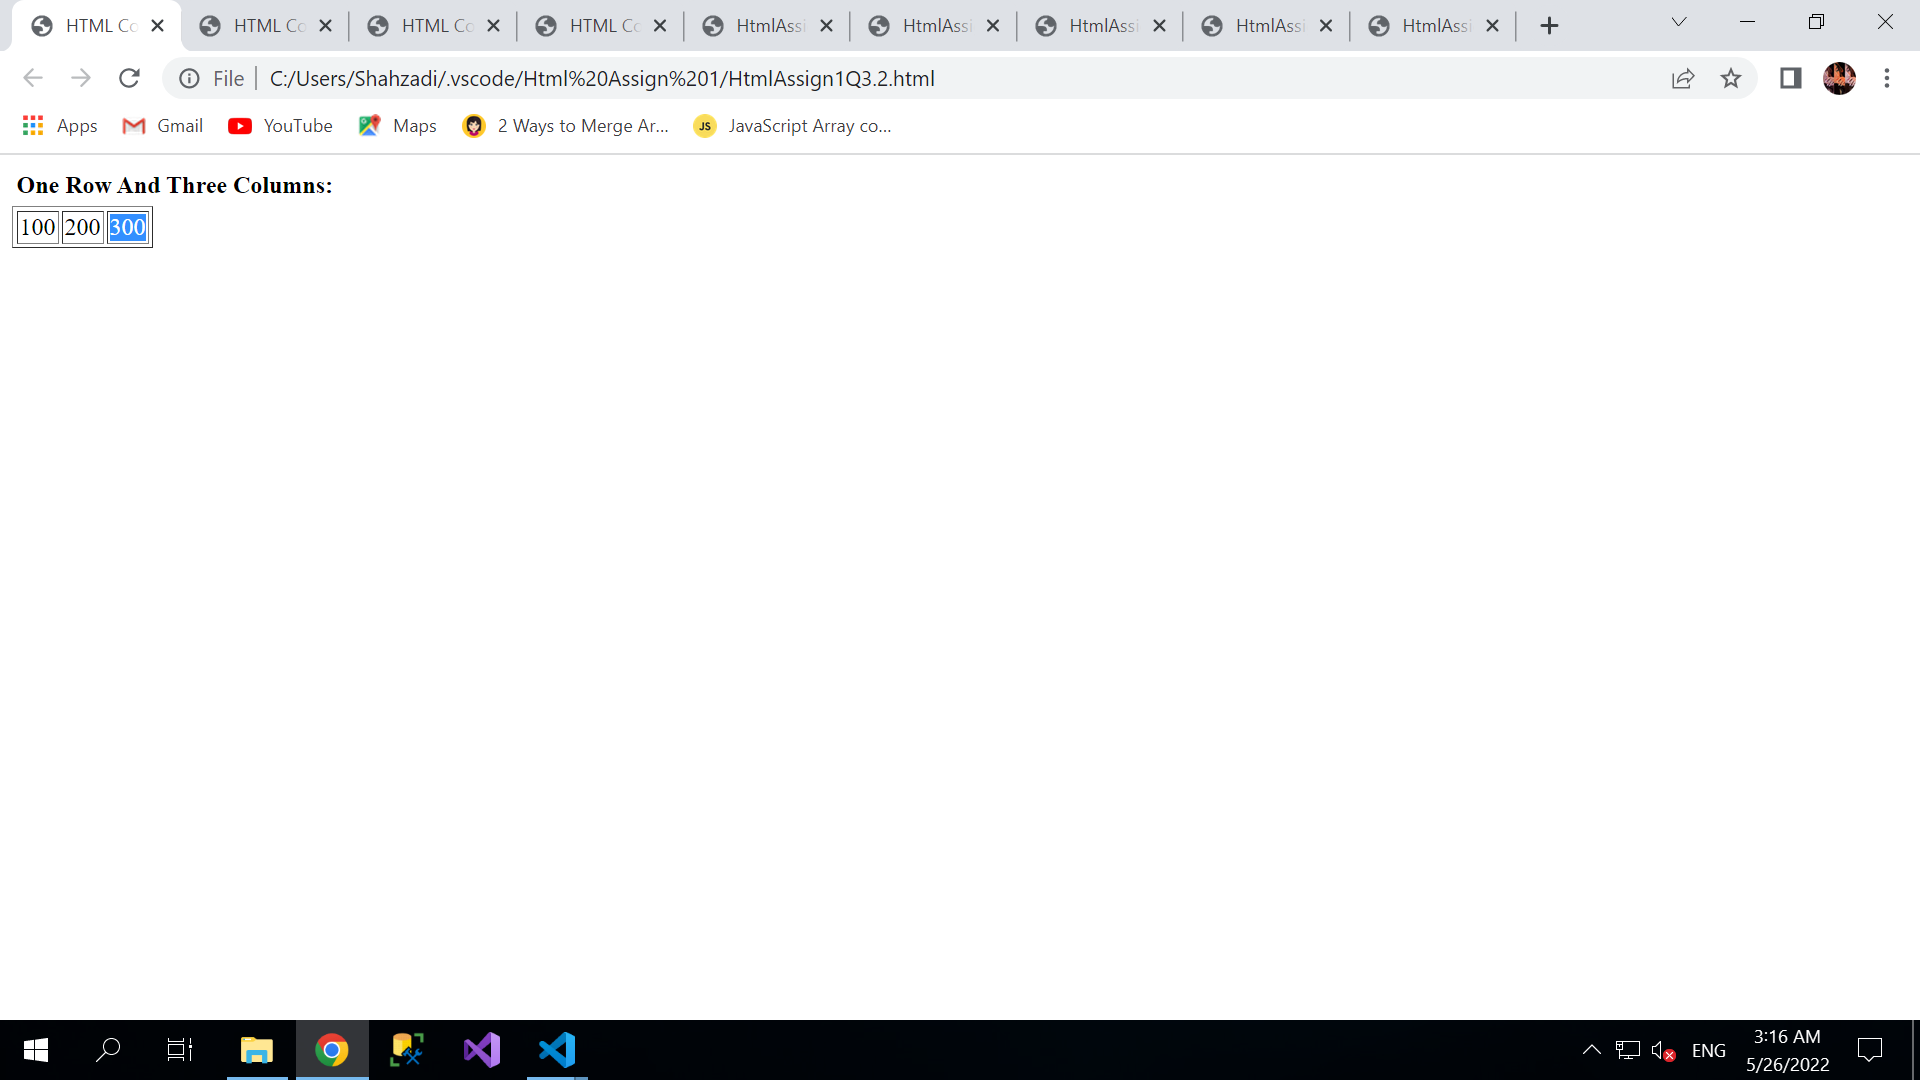 HTML Co HTML Co HTML Co HTML Co HtmlAssi HtmlAssi HtmlAssi HtmlAssi HtmlAssi
File C:/Users/Shahzadi/.vscode/Html%20Assign%201/HtmlAssign1Q3.2.html
Apps Gmail YouTube Maps 2 Ways to Merge Ar... JS JavaScript Array co...
One Row And Three Columns:
100 200 300
ENG 3:16 AM
5/26/2022